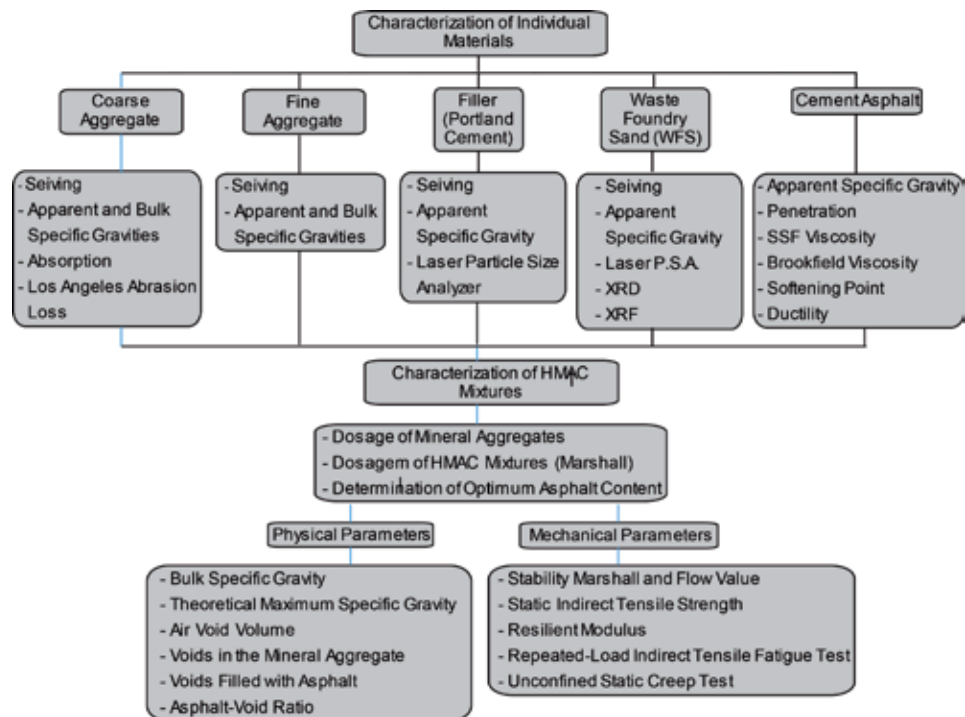 Characterization of Individual
Materials
Coarse
Aggregate
Fine
Aggregate
Filler
(Portland
Cement)
Waste
Foundry
Sand (WFS)
Cement Asphalt
- Seiving
- Apparent and Bulk
Specific Gravities
- Absorption
- Los Angeles Abrasion
Loss
- Seiving
- Apparent and Bulk
Specific Gravities
- Seiving
- Apparent
Specific Gravity
- Laser Particle Size
Analyzer
- Seiving
- Apparent
Specific Gravity
- Laser P.S.A.
- XRD
- XRF
- Apparent Specific Gravity
- Penetration
- SSF Viscosity
- Brookfield Viscosity
- Softening Point
- Ductility
Characterization of HMAC
Mixtures
- Dosage of Mineral Aggregates
- Dosagem of HMAC Mixtures (Marshall)
- Determination of Optimum Asphalt Content
Physical Parameters
Mechanical Parameters
- Bulk Specific Gravity
- Theoretical Maximum Specific Gravity
- Air Void Volume
- Voids in the Mineral Aggregate
- Voids Filled with Asphalt
- Asphalt-Void Ratio
- Stability Marshall and Flow Value
- Static Indirect Tensile Strength
- Resilient Modulus
- Repeated-Load Indirect Tensile Fatigue Test
- Unconfined Static Creep Test